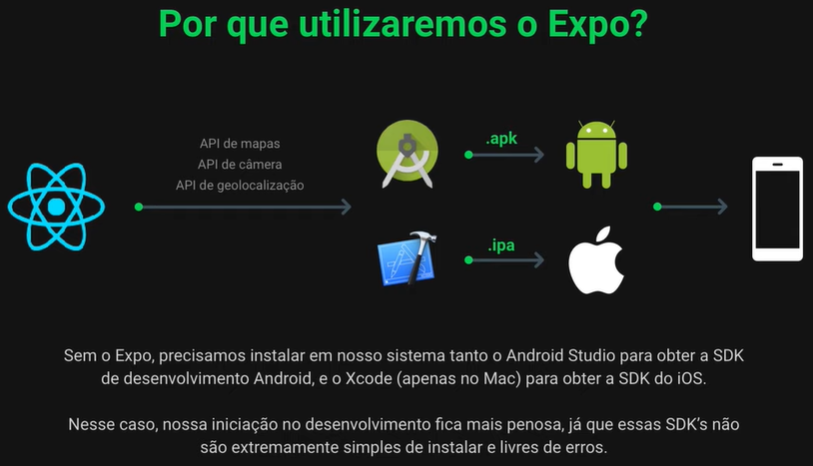 Por que utilizaremos o Expo?
API de mapas
API de câmera
API de geolocalização
.apk
.ipa
Sem o Expo, precisamos instalar em nosso sistema tanto o Android Studio para obter a SDK
de desenvolvimento Android, e o Xcode (apenas no Mac) para obter a SDK do iOS.
Nesse caso, nossa iniciação no desenvolvimento fica mais penosa, já que essas SDK's não
são extremamente simples de instalar e livres de erros.